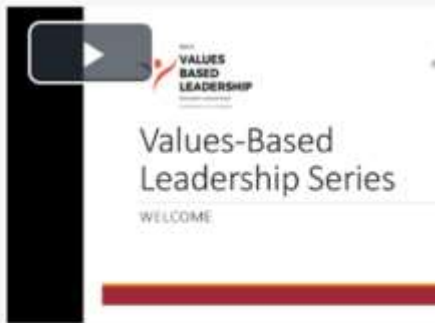 VALUES
BASED
LEADERSHIP
Values-Based
Leadership Series
WELCOME